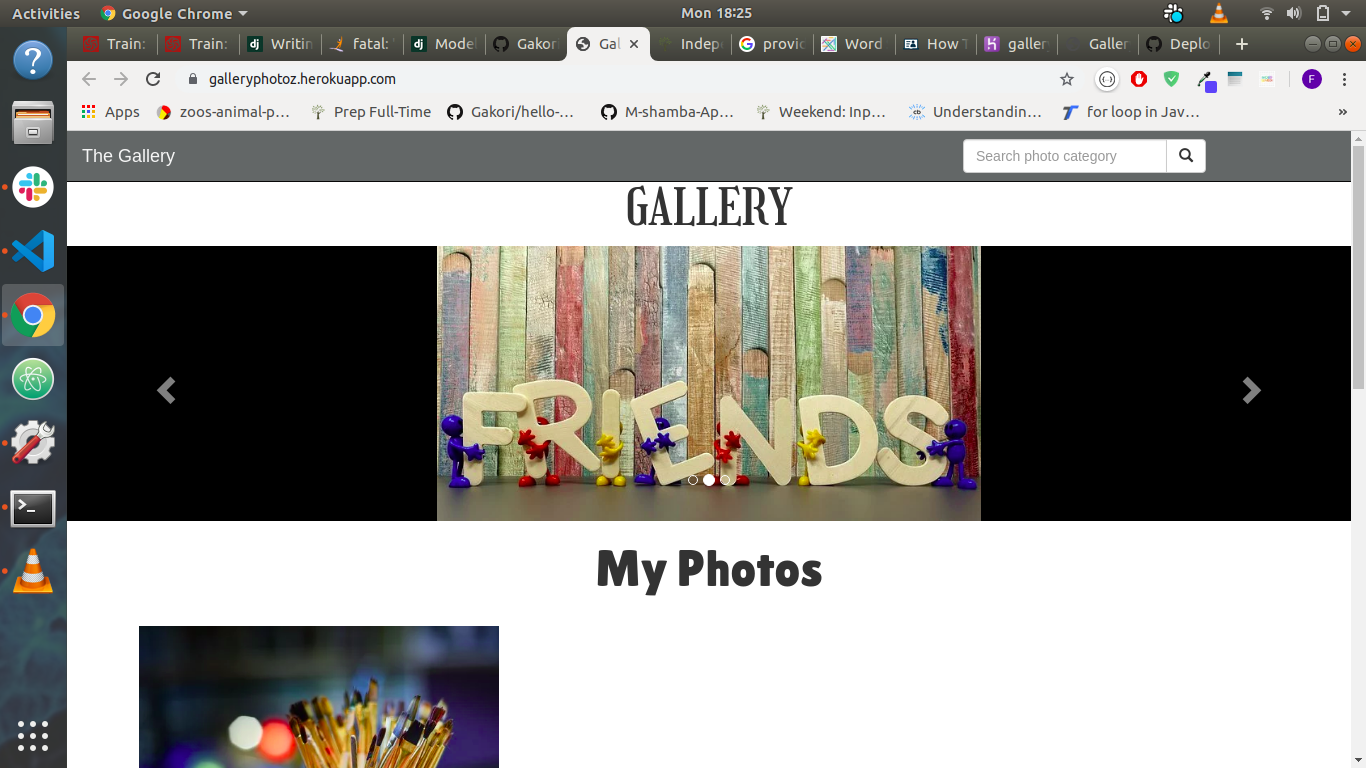 Activities
Google Chrome
Mon 18:25
Train:
Train:
Writin
fatal:
Model
Gakor
Gal
Indep
provid
Word
How T
galler
Galler
Deplo
galleryphotoz.herokuapp.com
F
Apps
zoos-animal-p…
Prep Full-Time
Gakori/hello-…
M-shamba-Ap…
Weekend: Inp…
Understandin…
for loop in Jav…
»
The Gallery
Search photo category
GALLERY
FRIENDS
My Photos